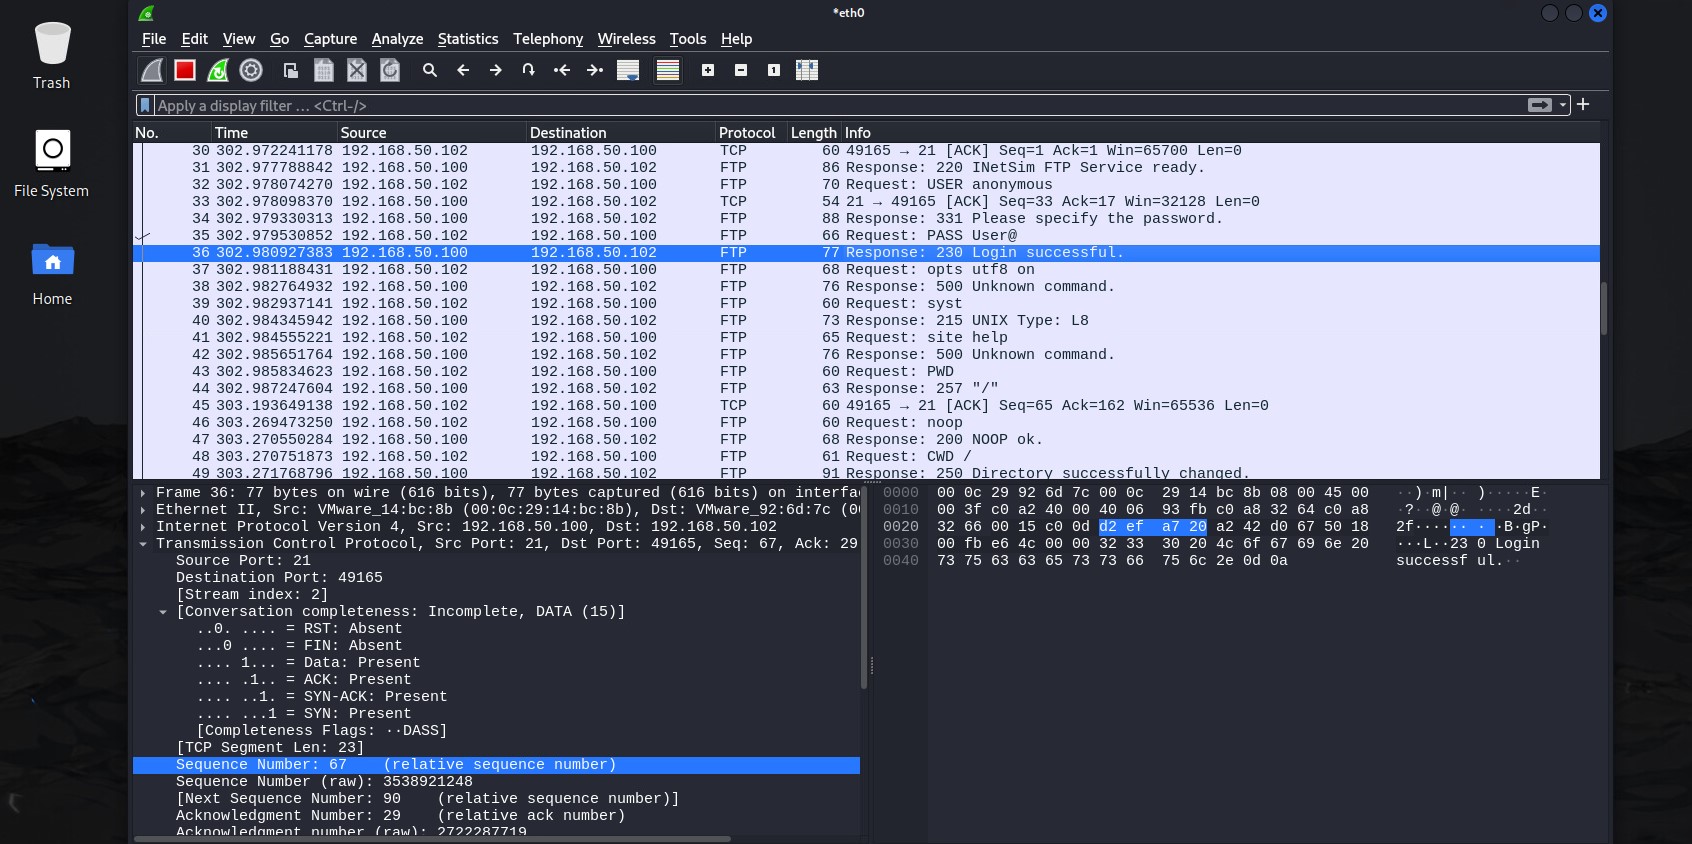 *eth0
Trash
File System
Home
File Edit View Go Capture Analyze Statistics Telephony Wireless Tools Help
Apply a display filter … <Ctrl-/>
No. Time Source Destination Protocol Length Info
30 302.972241178 192.168.50.102 192.168.50.100 TCP 60 49165 → 21 [ACK] Seq=1 Ack=1 Win=65700 Len=0
31 302.977788842 192.168.50.100 192.168.50.102 FTP 86 Response: 220 INetSim FTP Service ready.
32 302.978074270 192.168.50.102 192.168.50.100 FTP 70 Request: USER anonymous
33 302.978098370 192.168.50.100 192.168.50.102 TCP 54 21 → 49165 [ACK] Seq=33 Ack=17 Win=32128 Len=0
34 302.979330313 192.168.50.100 192.168.50.102 FTP 88 Response: 331 Please specify the password.
35 302.979530852 192.168.50.102 192.168.50.100 FTP 66 Request: PASS User@
36 302.980927383 192.168.50.100 192.168.50.102 FTP 77 Response: 230 Login successful.
37 302.981188431 192.168.50.102 192.168.50.100 FTP 68 Request: opts utf8 on
38 302.982764932 192.168.50.100 192.168.50.102 FTP 76 Response: 500 Unknown command.
39 302.982937141 192.168.50.102 192.168.50.100 FTP 60 Request: syst
40 302.984345942 192.168.50.100 192.168.50.102 FTP 73 Response: 215 UNIX Type: L8
41 302.984555221 192.168.50.102 192.168.50.100 FTP 65 Request: site help
42 302.985651764 192.168.50.100 192.168.50.102 FTP 76 Response: 500 Unknown command.
43 302.985834623 192.168.50.102 192.168.50.100 FTP 60 Request: PWD
44 302.987247604 192.168.50.100 192.168.50.102 FTP 63 Response: 257 "/"
45 303.193649138 192.168.50.102 192.168.50.100 TCP 60 49165 → 21 [ACK] Seq=65 Ack=162 Win=65536 Len=0
46 303.269473250 192.168.50.102 192.168.50.100 FTP 60 Request: noop
47 303.270550284 192.168.50.100 192.168.50.102 FTP 68 Response: 200 NOOP ok.
48 303.270751873 192.168.50.102 192.168.50.100 FTP 61 Request: CWD /
49 303.271768796 192.168.50.100 192.168.50.102 FTP 91 Response: 250 Directory successfully changed.
Frame 36: 77 bytes on wire (616 bits), 77 bytes captured (616 bits) on interfa
Ethernet II, Src: VMware_14:bc:8b (00:0c:29:14:bc:8b), Dst: VMware_92:6d:7c (0
Internet Protocol Version 4, Src: 192.168.50.100, Dst: 192.168.50.102
Transmission Control Protocol, Src Port: 21, Dst Port: 49165, Seq: 67, Ack: 29
Source Port: 21
Destination Port: 49165
[Stream index: 2]
[Conversation completeness: Incomplete, DATA (15)]
..0. .... = RST: Absent
...0 .... = FIN: Absent
.... 1... = Data: Present
.... .1.. = ACK: Present
.... ..1. = SYN-ACK: Present
.... ...1 = SYN: Present
[Completeness Flags: ··DASS]
[TCP Segment Len: 23]
Sequence Number: 67 (relative sequence number)
Sequence Number (raw): 3538921248
[Next Sequence Number: 90 (relative sequence number)]
Acknowledgment Number: 29 (relative ack number)
Acknowledgment number (raw): 2722287719
0000 00 0c 29 92 6d 7c 00 0c 29 14 bc 8b 08 00 45 00 ··)·m|·· )·····E·
0010 00 3f c0 a2 40 00 40 06 93 fb c0 a8 32 64 c0 a8 ·?··@·@· ····2d··
0020 32 66 00 15 c0 0d d2 ef a7 20 a2 42 d0 67 50 18 2f······ · ·B·gP·
0030 00 fb e6 4c 00 00 32 33 30 20 4c 6f 67 69 6e 20 ···L··23 0 Login
0040 73 75 63 63 65 73 73 66 75 6c 2e 0d 0a successf ul.··